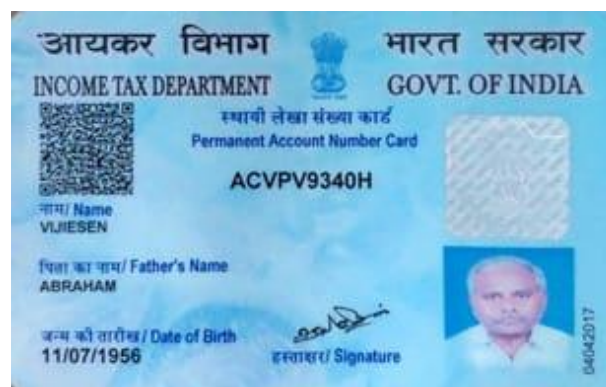 आयकर विभाग
भारत सरकार
INCOME TAX DEPARTMENT
GOVT. OF INDIA
स्थायी लेखा संख्या कार्ड
Permanent Account Number Card
ACVPV9340H
नाम/ Name
VIJIESEN
पिता का नाम/ Father's Name
ABRAHAM
जन्म की तारीख/ Date of Birth
11/07/1956
हस्ताक्षर/ Signature
04042017